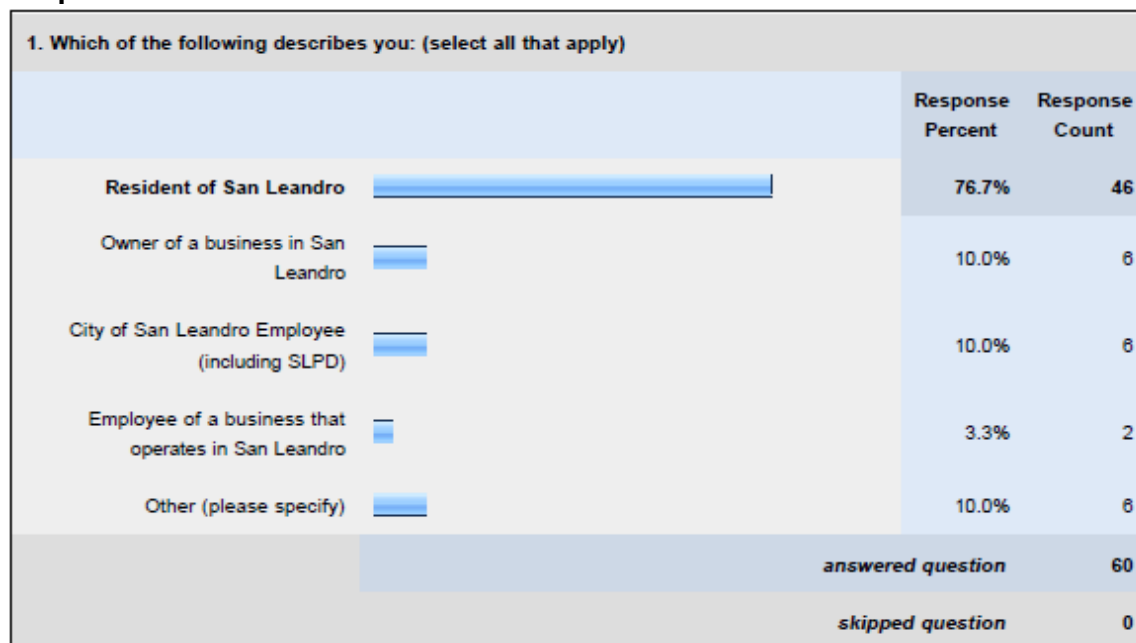 1. Which of the following describes you: (select all that apply)
Response Percent
Response Count
Resident of San Leandro 76.7% 46
Owner of a business in San
Leandro 10.0% 6
City of San Leandro Employee
(including SLPD) 10.0% 6
Employee of a business that
operates in San Leandro 3.3% 2
Other (please specify) 10.0% 6
answered question 60
skipped question 0